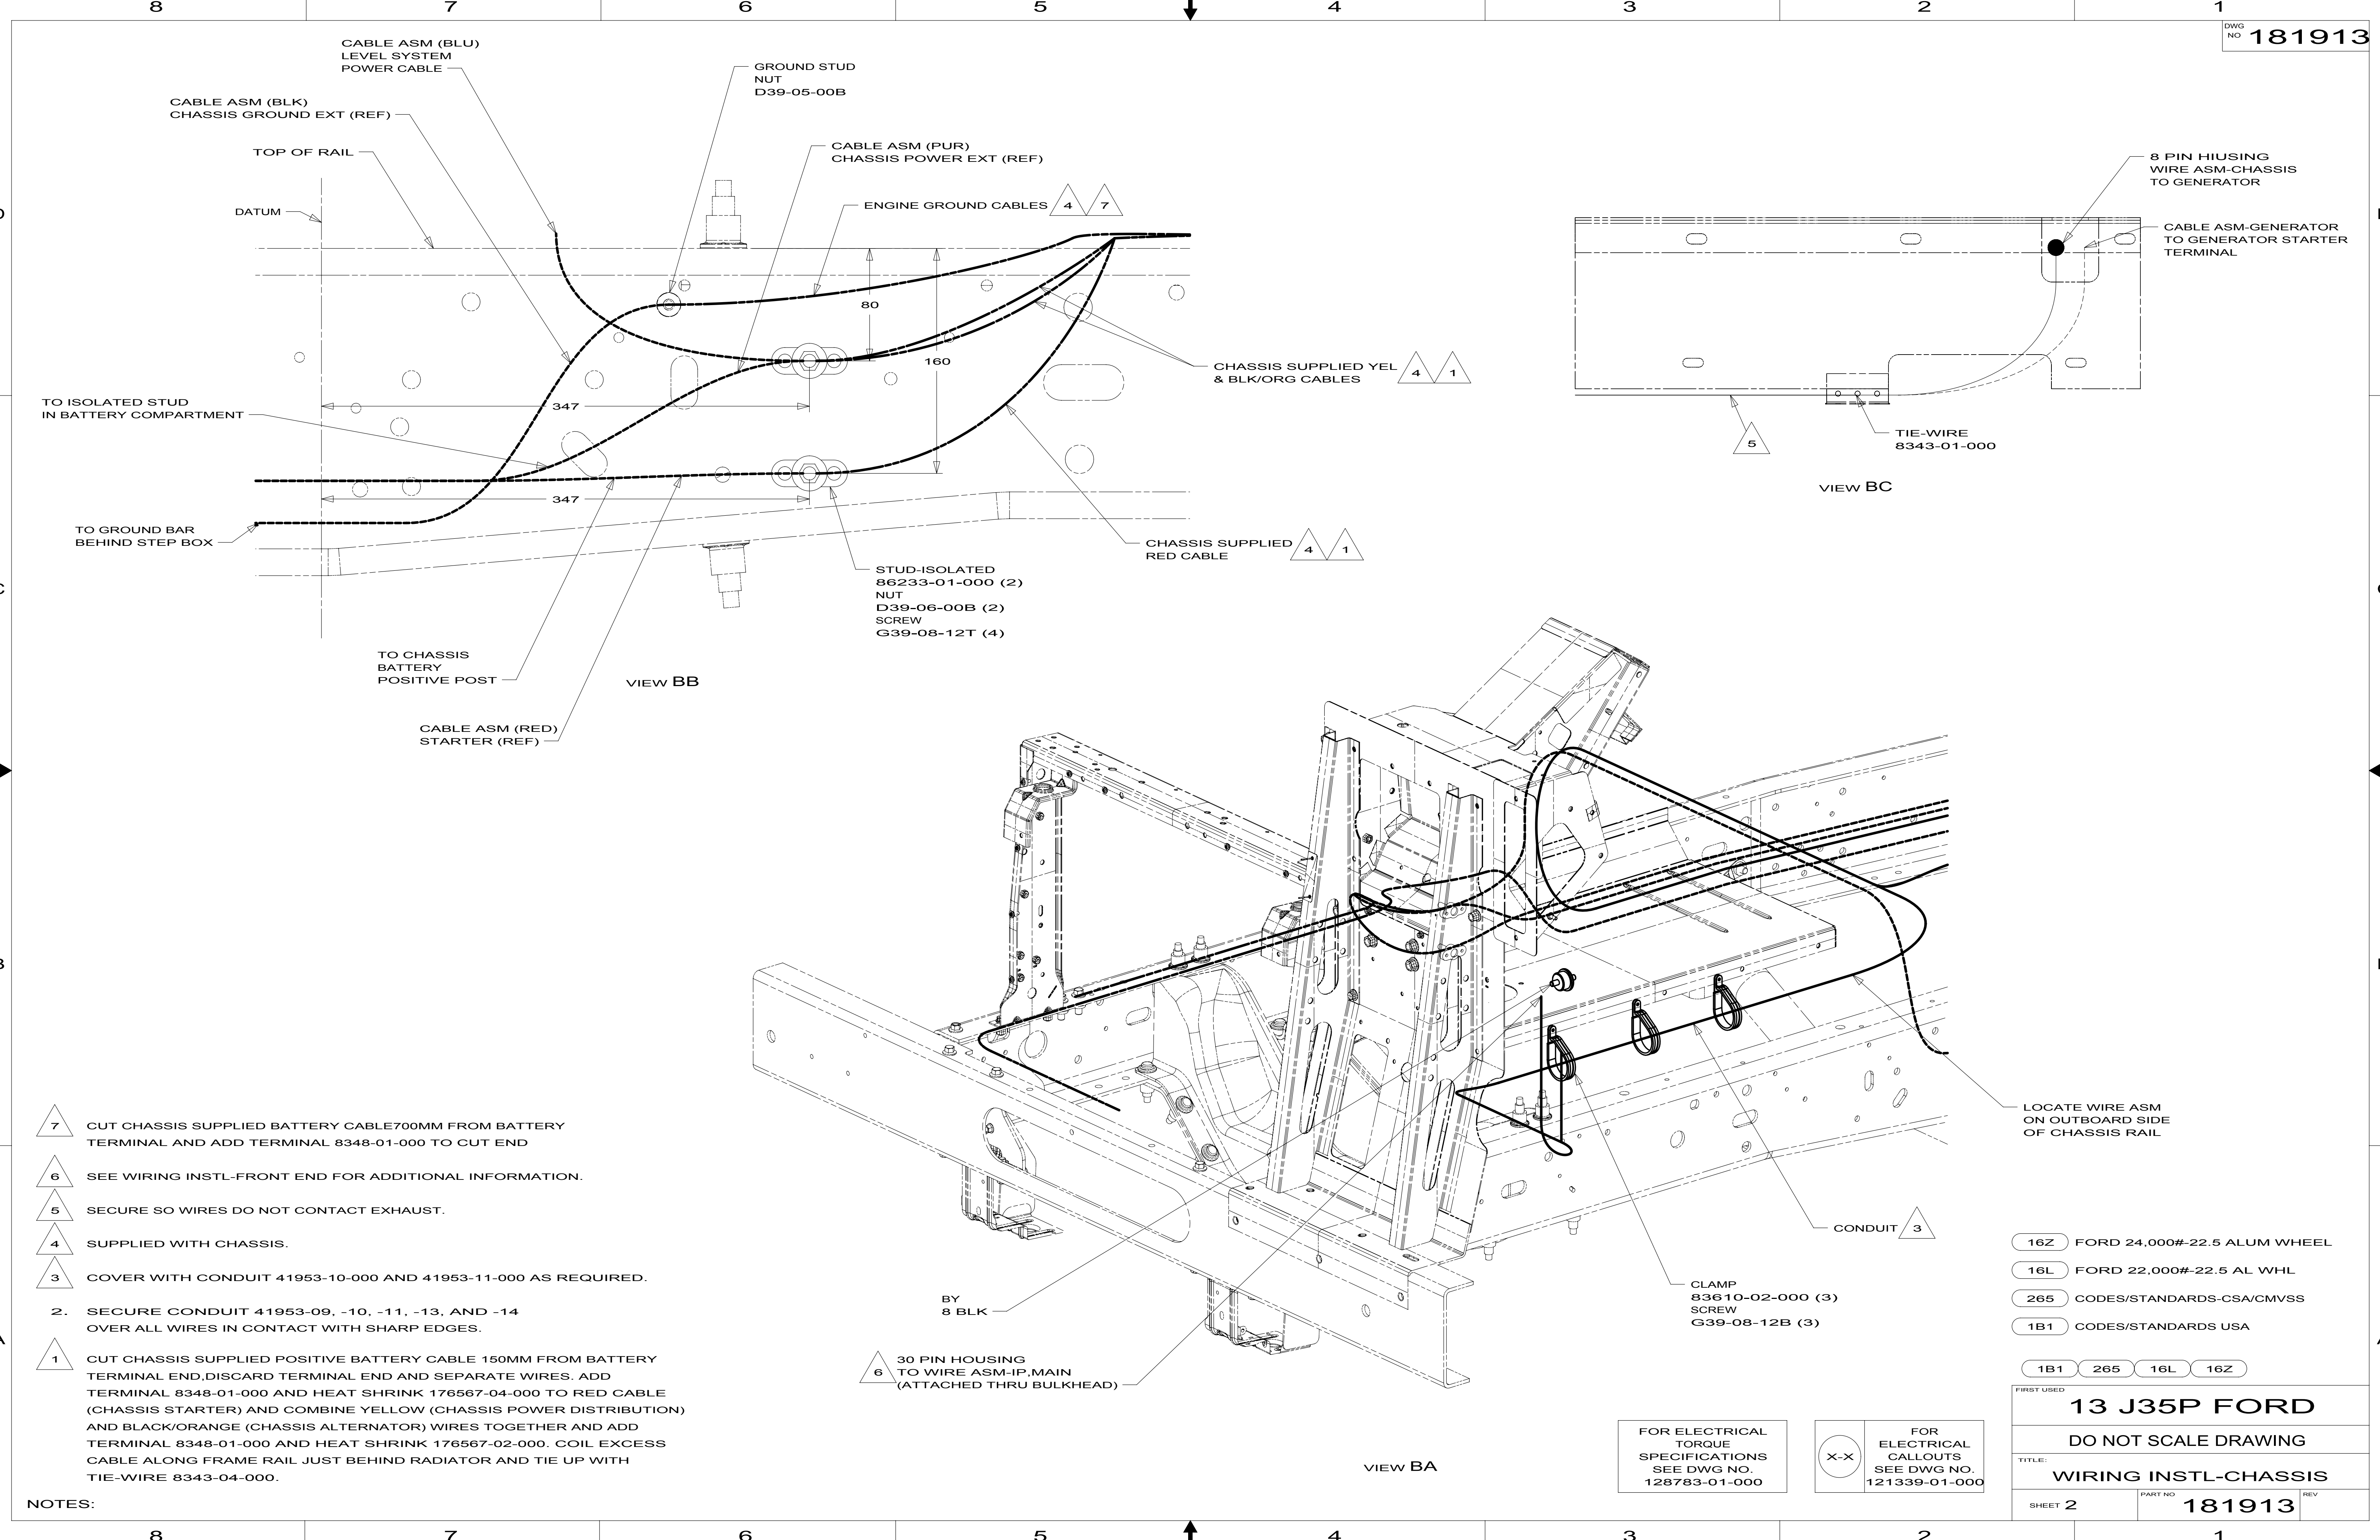 8 7 6 5 4 3 2 1
DWG
NO 181913
CABLE ASM (BLU)
LEVEL SYSTEM
POWER CABLE
GROUND STUD
NUT
D39-05-00B
CABLE ASM (BLK)
CHASSIS GROUND EXT (REF)
TOP OF RAIL
CABLE ASM (PUR)
CHASSIS POWER EXT (REF)
DATUM
ENGINE GROUND CABLES 4 7
80
160
347
347
CHASSIS SUPPLIED YEL
& BLK/ORG CABLES 4 1
TO ISOLATED STUD
IN BATTERY COMPARTMENT
TO GROUND BAR
BEHIND STEP BOX
CHASSIS SUPPLIED
RED CABLE 4 1
STUD-ISOLATED
86233-01-000 (2)
NUT
D39-06-00B (2)
SCREW
G39-08-12T (4)
TO CHASSIS
BATTERY
POSITIVE POST
VIEW BB
CABLE ASM (RED)
STARTER (REF)
8 PIN HIUSING
WIRE ASM-CHASSIS
TO GENERATOR
CABLE ASM-GENERATOR
TO GENERATOR STARTER
TERMINAL
5
TIE-WIRE
8343-01-000
VIEW BC
LOCATE WIRE ASM
ON OUTBOARD SIDE
OF CHASSIS RAIL
CONDUIT 3
CLAMP
83610-02-000 (3)
SCREW
G39-08-12B (3)
BY
8 BLK
6 30 PIN HOUSING
TO WIRE ASM-IP,MAIN
(ATTACHED THRU BULKHEAD)
VIEW BA
7 CUT CHASSIS SUPPLIED BATTERY CABLE700MM FROM BATTERY
TERMINAL AND ADD TERMINAL 8348-01-000 TO CUT END
6 SEE WIRING INSTL-FRONT END FOR ADDITIONAL INFORMATION.
5 SECURE SO WIRES DO NOT CONTACT EXHAUST.
4 SUPPLIED WITH CHASSIS.
3 COVER WITH CONDUIT 41953-10-000 AND 41953-11-000 AS REQUIRED.
2. SECURE CONDUIT 41953-09, -10, -11, -13, AND -14
OVER ALL WIRES IN CONTACT WITH SHARP EDGES.
1 CUT CHASSIS SUPPLIED POSITIVE BATTERY CABLE 150MM FROM BATTERY
TERMINAL END,DISCARD TERMINAL END AND SEPARATE WIRES. ADD
TERMINAL 8348-01-000 AND HEAT SHRINK 176567-04-000 TO RED CABLE
(CHASSIS STARTER) AND COMBINE YELLOW (CHASSIS POWER DISTRIBUTION)
AND BLACK/ORANGE (CHASSIS ALTERNATOR) WIRES TOGETHER AND ADD
TERMINAL 8348-01-000 AND HEAT SHRINK 176567-02-000. COIL EXCESS
CABLE ALONG FRAME RAIL JUST BEHIND RADIATOR AND TIE UP WITH
TIE-WIRE 8343-04-000.
NOTES:
16Z FORD 24,000#-22.5 ALUM WHEEL
16L FORD 22,000#-22.5 AL WHL
265 CODES/STANDARDS-CSA/CMVSS
1B1 CODES/STANDARDS USA
1B1 265 16L 16Z
FOR ELECTRICAL
TORQUE
SPECIFICATIONS
SEE DWG NO.
128783-01-000
X-X
FOR
ELECTRICAL
CALLOUTS
SEE DWG NO.
121339-01-000
FIRST USED
13 J35P FORD
DO NOT SCALE DRAWING
TITLE:
WIRING INSTL-CHASSIS
SHEET 2
PART NO 181913
REV
8 7 6 5 4 3 2 1